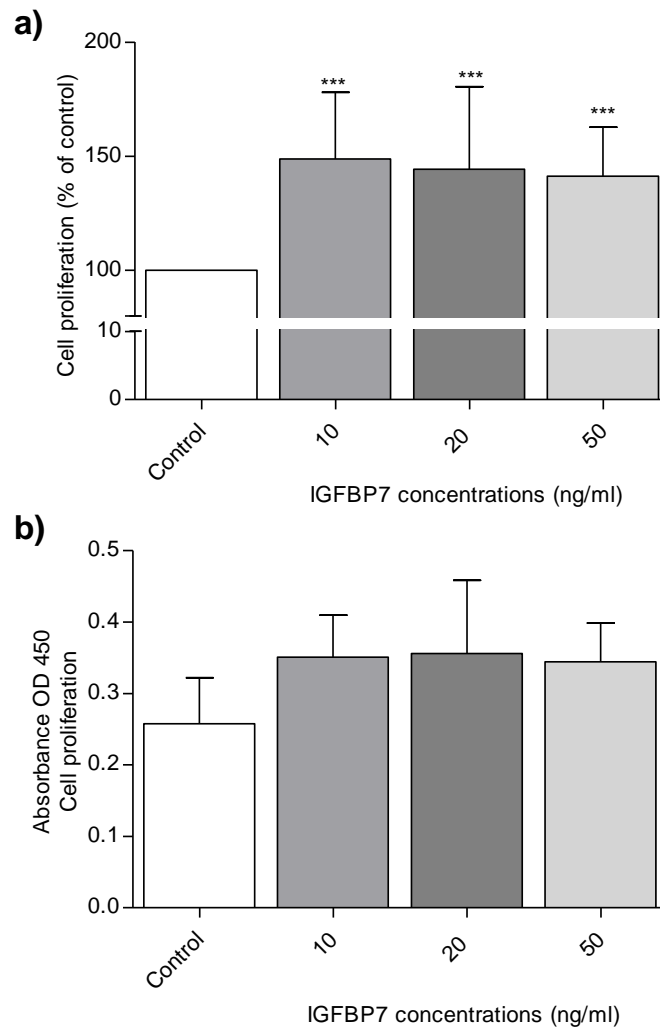 a)
200
150
100
10
0
Cell proliferation (% of control)
***
***
***
Control
10
20
50
IGFBP7 concentrations (ng/ml)
b)
0.5
0.4
0.3
0.2
0.1
0.0
Absorbance OD 450
Cell proliferation
Control
10
20
50
IGFBP7 concentrations (ng/ml)